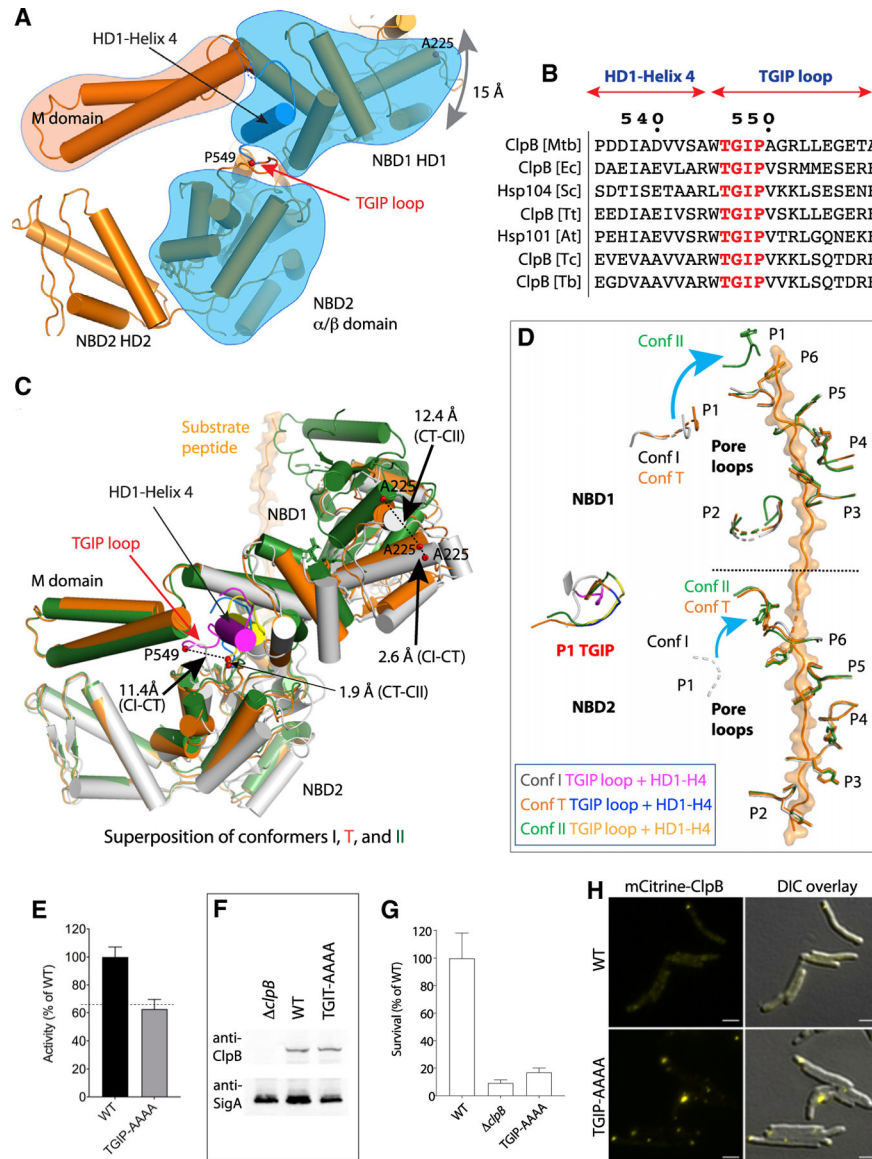 A
HD1-Helix 4
A225
15 Å
M domain
NBD1 HD1
P549
TGIP loop
NBD2
α/β domain
NBD2 HD2
B
HD1-Helix 4 TGIP loop
540 550
ClpB [Mtb] PDDIADVVSAWTGIPAGRLLEGETA
ClpB [Ec] DAEIAEVLARWTGIPVSRMMESERE
Hsp104 [Sc] SDTISETAARLTGIPVKKLSESENE
ClpB [Tt] EEDIAEIVSRWTGIPVSKLLEGERE
Hsp101 [At] PEHIAEVVSRWTGIPVTRLGQNEKE
ClpB [Tc] EVEVAAVVARWTGIPVVKLSQTDRE
ClpB [Tb] EGDVAAVVARWTGIPVVKLSQTDRE
C
Substrate
peptide
12.4 Å
(CT-CII)
HD1-Helix 4
NBD1
A225
TGIP loop
A225
A225
M domain
P549
2.6 Å
(CI-CT)
11.4Å
(CI-CT)
1.9 Å (CT-CII)
NBD2
Superposition of conformers I, T, and II
D
Conf II
P1
P6
P5
P1
Conf I
Conf T
Pore
loops
P4
NBD1
P2
P3
Conf II
Conf T
P6
P1 TGIP
Conf I
P1
P5
NBD2
Pore
loops
P4
P3
P2
Conf I TGIP loop + HD1-H4
Conf T TGIP loop + HD1-H4
Conf II TGIP loop + HD1-H4
E
Activity (% of WT)
120
100
80
60
40
20
0
WT
TGIP-AAAA
F
ΔclpB
WT
TGIT-AAAA
anti-
ClpB
anti-
SigA
G
Survival (% of WT)
120
100
80
60
40
20
0
WT
ΔclpB
TGIP-AAAA
H
mCitrine-ClpB DIC overlay
WT
TGIP-AAAA